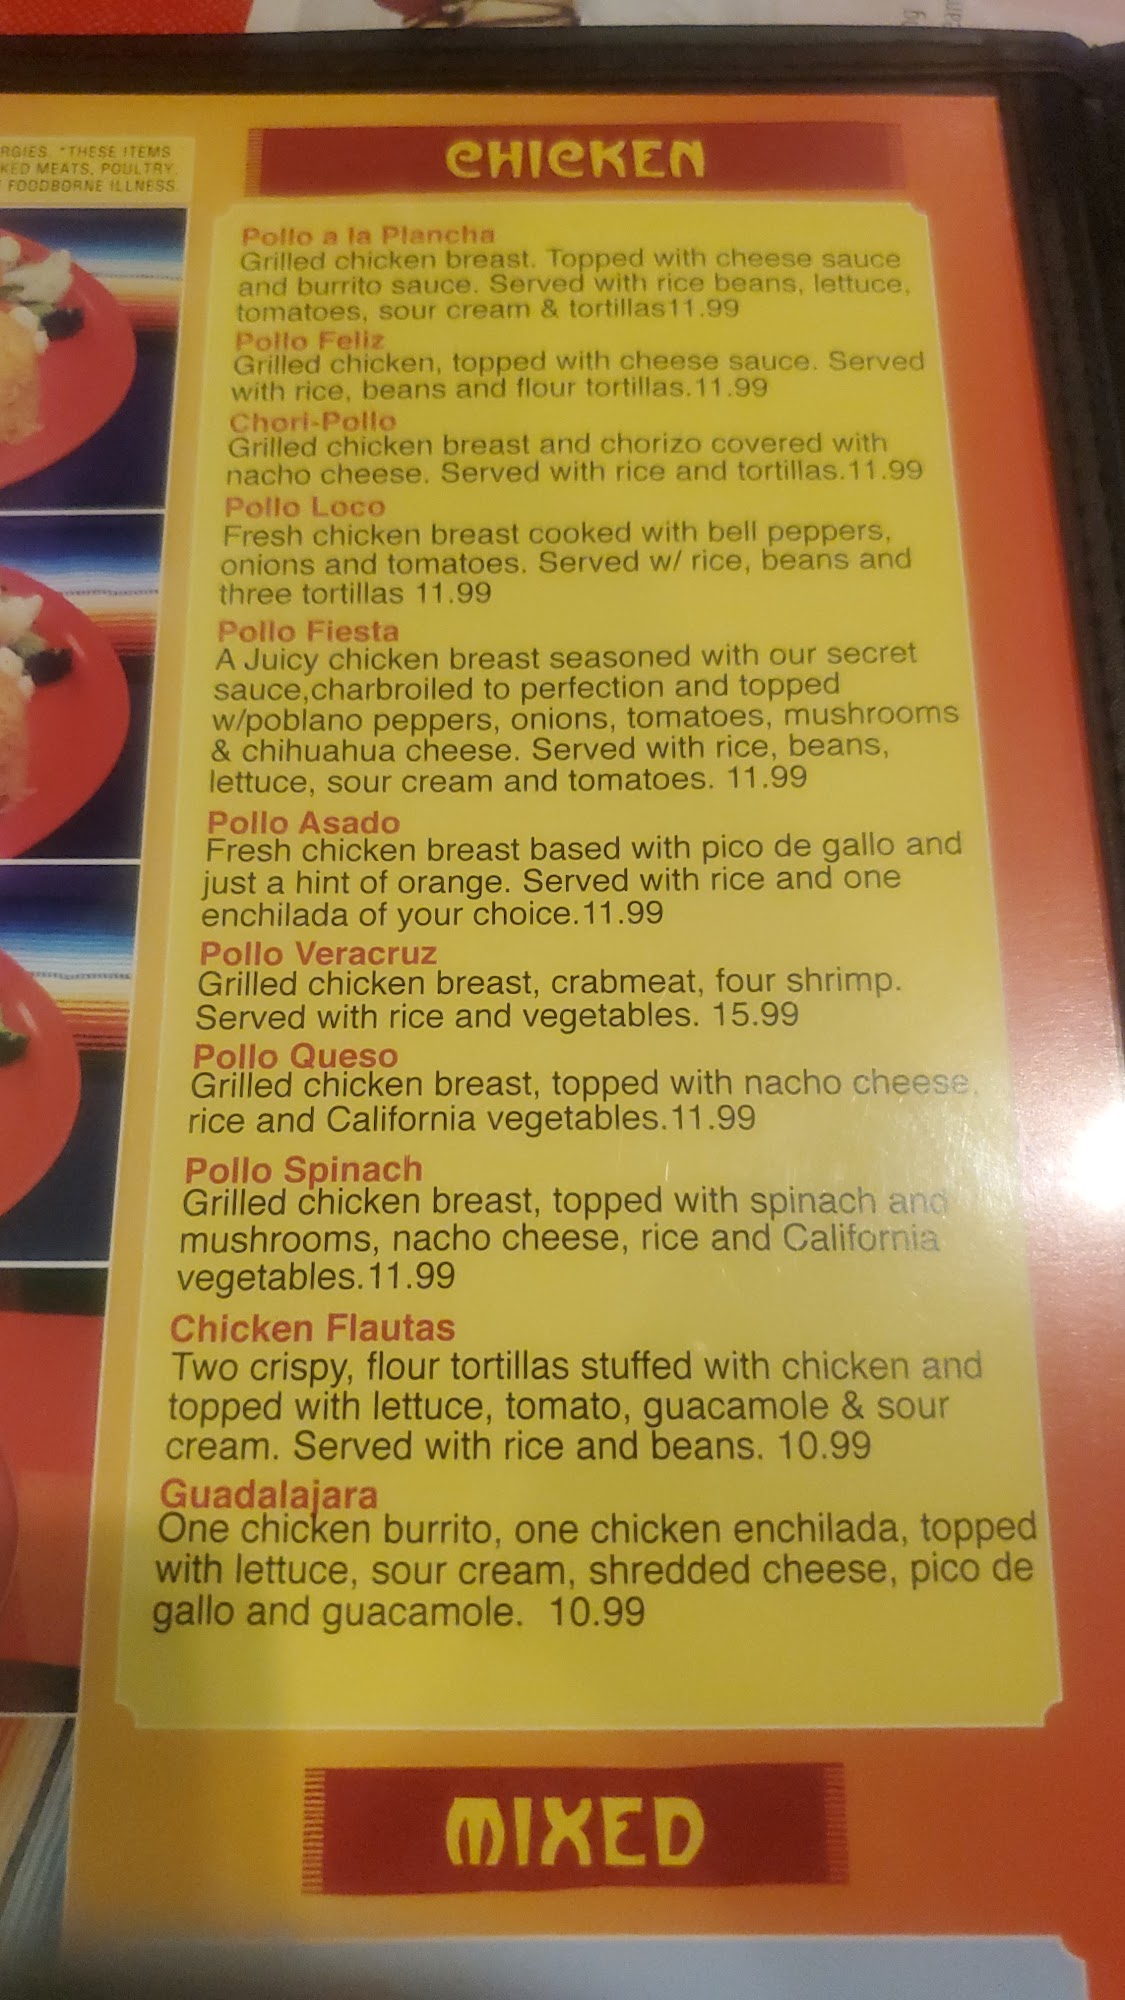 RGIES. *THESE ITEMS
KED MEATS, POULTRY,
FOODBORNE ILLNESS.
CHICKEN
Pollo a la Plancha
Grilled chicken breast. Topped with cheese sauce
and burrito sauce. Served with rice beans, lettuce,
tomatoes, sour cream & tortillas11.99
Pollo Feliz
Grilled chicken, topped with cheese sauce. Served
with rice, beans and flour tortillas.11.99
Chori-Pollo
Grilled chicken breast and chorizo covered with
nacho cheese. Served with rice and tortillas.11.99
Pollo Loco
Fresh chicken breast cooked with bell peppers,
onions and tomatoes. Served w/ rice, beans and
three tortillas 11.99
Pollo Fiesta
A Juicy chicken breast seasoned with our secret
sauce,charbroiled to perfection and topped
w/poblano peppers, onions, tomatoes, mushrooms
& chihuahua cheese. Served with rice, beans,
lettuce, sour cream and tomatoes. 11.99
Pollo Asado
Fresh chicken breast based with pico de gallo and
just a hint of orange. Served with rice and one
enchilada of your choice.11.99
Pollo Veracruz
Grilled chicken breast, crabmeat, four shrimp.
Served with rice and vegetables. 15.99
Pollo Queso
Grilled chicken breast, topped with nacho cheese,
rice and California vegetables.11.99
Pollo Spinach
Grilled chicken breast, topped with spinach and
mushrooms, nacho cheese, rice and California
vegetables.11.99
Chicken Flautas
Two crispy, flour tortillas stuffed with chicken and
topped with lettuce, tomato, guacamole & sour
cream. Served with rice and beans. 10.99
Guadalajara
One chicken burrito, one chicken enchilada, topped
with lettuce, sour cream, shredded cheese, pico de
gallo and guacamole. 10.99
MIXED